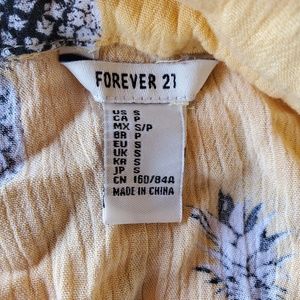 FOREVER 21
US S
CA P
MX S/P
BR P
EU S
UK S
KR S
JP S
CN 160/84A
MADE IN CHINA